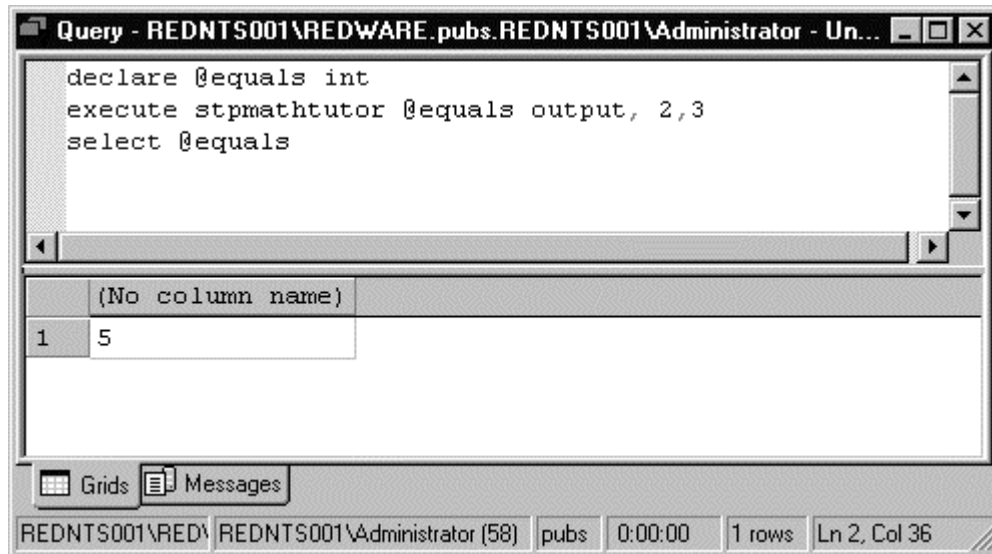 Query - REDNTS001\REDWARE.pubs.REDNTS001\Administrator - Un...
declare @equals int
execute stpmathtutor @equals output, 2,3
select @equals
(No column name)
1 5
Grids Messages
REDNTS001\RED REDNTS001\Administrator (58) pubs 0:00:00 1 rows Ln 2, Col 36